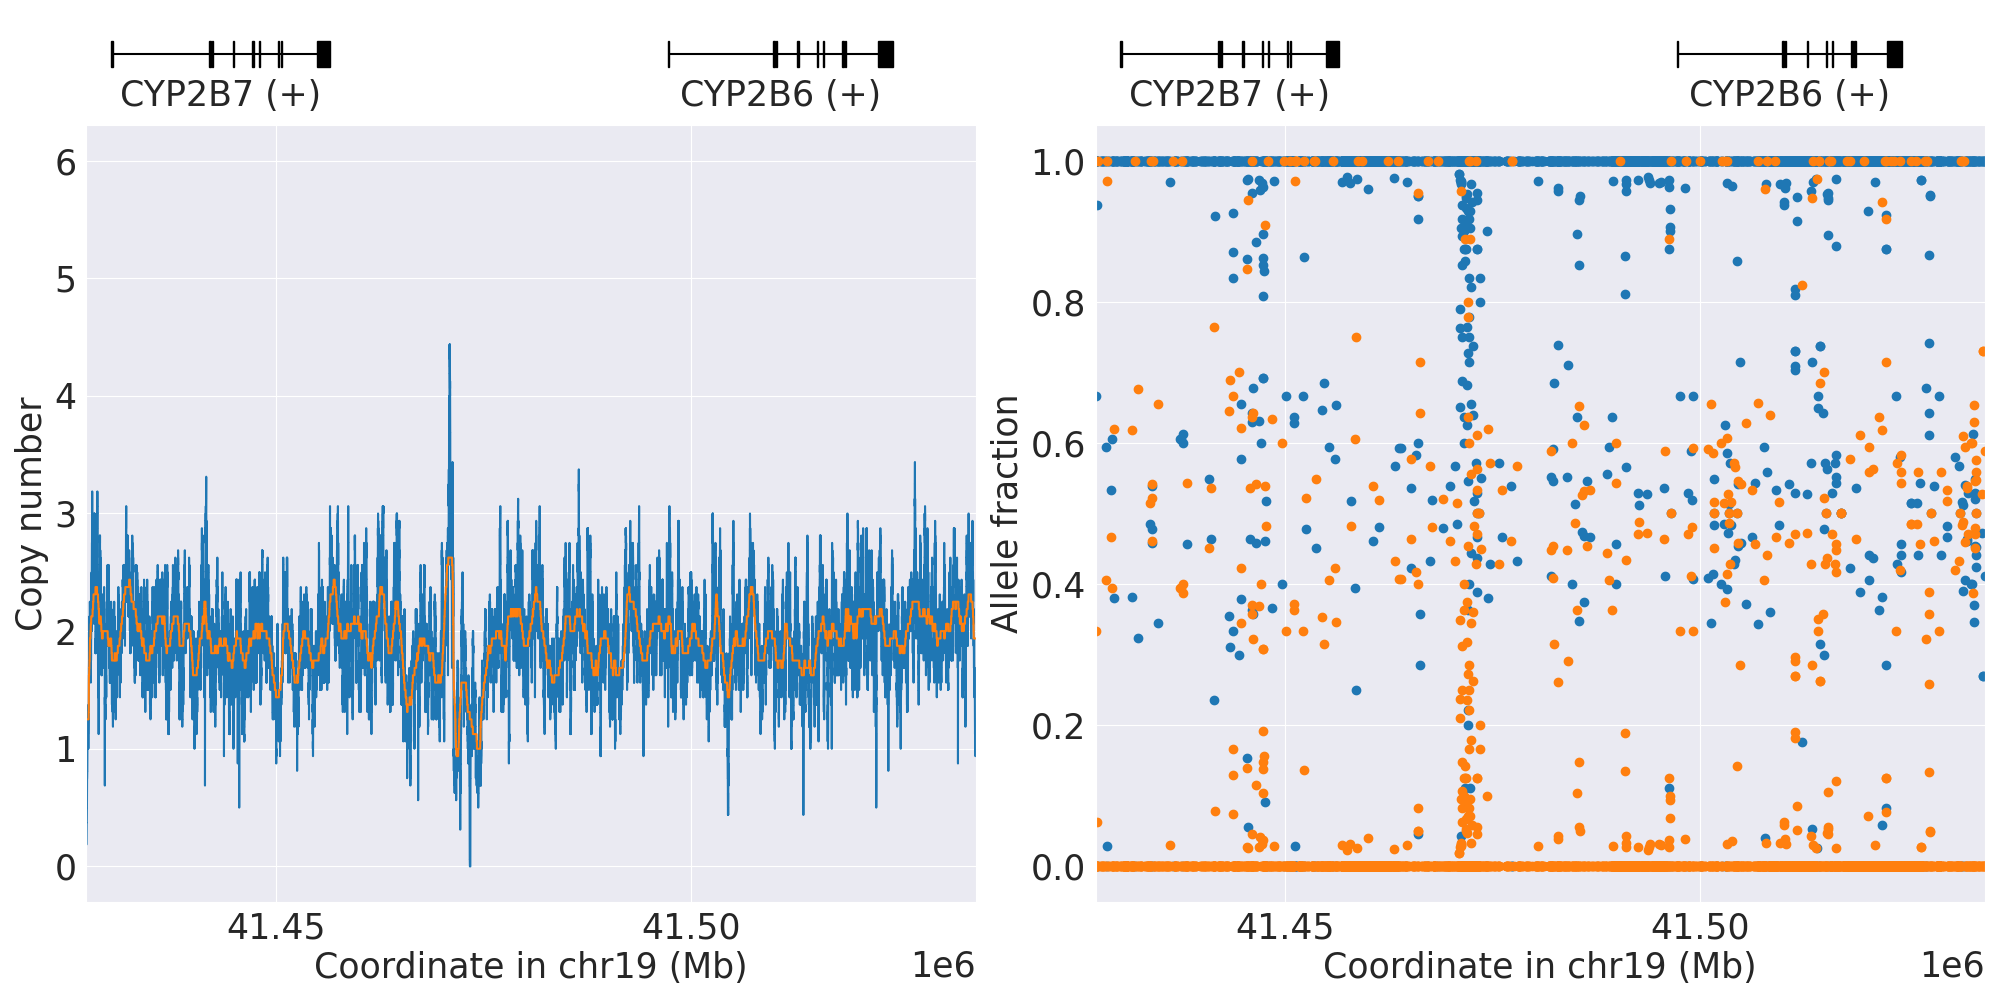 CYP2B7 (+)
CYP2B6 (+)
6
5
4
3
2
1
0
Copy number
41.45
41.50
Coordinate in chr19 (Mb)
1e6
CYP2B7 (+)
CYP2B6 (+)
1.0
0.8
0.6
0.4
0.2
0.0
Allele fraction
41.45
41.50
Coordinate in chr19 (Mb)
1e6